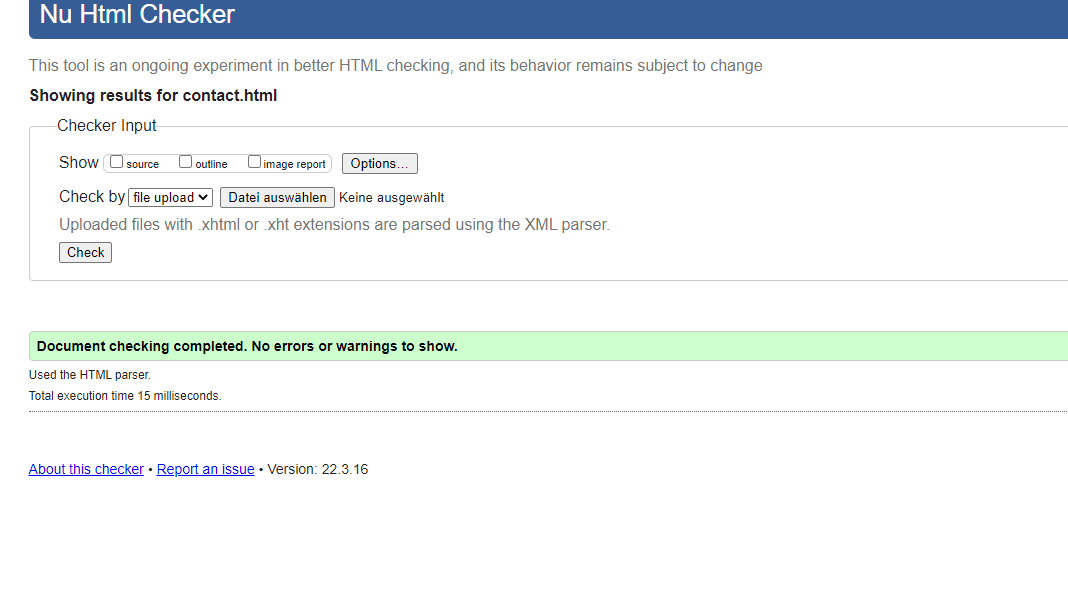 Nu Html Checker
This tool is an ongoing experiment in better HTML checking, and its behavior remains subject to change
Showing results for contact.html
Checker Input
Show source outline image report Options...
Check by file upload Datei auswählen Keine ausgewählt
Uploaded files with .xhtml or .xht extensions are parsed using the XML parser.
Check
Document checking completed. No errors or warnings to show.
Used the HTML parser.
Total execution time 15 milliseconds.
About this checker • Report an issue • Version: 22.3.16